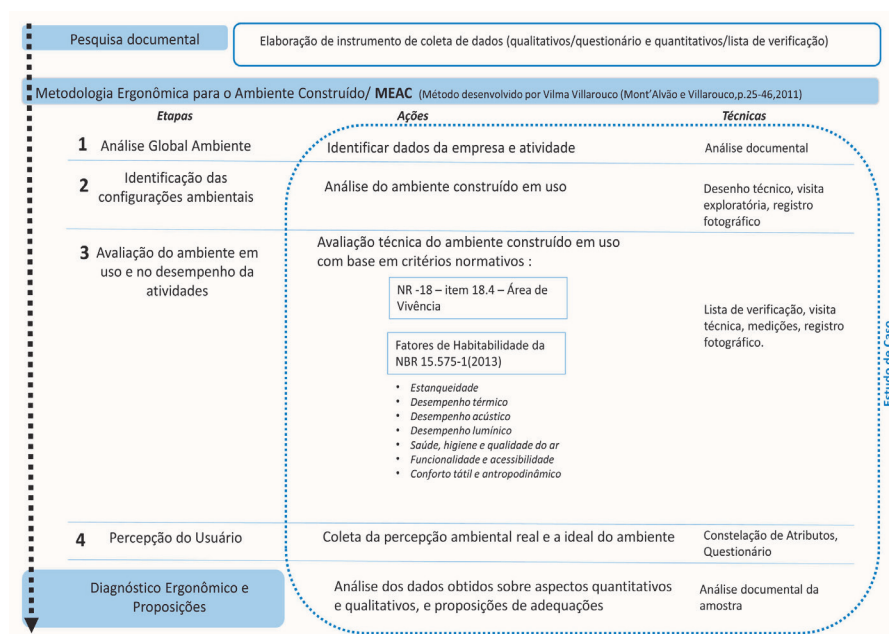 Pesquisa documental
Elaboração de instrumento de coleta de dados (qualitativos/questionário e quantitativos/lista de verificação)
Metodologia Ergonômica para o Ambiente Construído/ MEAC (Método desenvolvido por Vilma Villarouco (Mont'Alvão e Villarouco,p.25-46,2011)
Etapas
Ações
Técnicas
1 Análise Global Ambiente
Identificar dados da empresa e atividade
Análise documental
2 Identificação das
configurações ambientais
Análise do ambiente construído em uso
Desenho técnico, visita
exploratória, registro
fotográfico
3 Avaliação do ambiente em
uso e no desempenho da
atividades
Avaliação técnica do ambiente construído em uso
com base em critérios normativos :
NR -18 – item 18.4 – Área de
Vivência
Fatores de Habitabilidade da
NBR 15.575-1(2013)
• Estanqueidade
• Desempenho térmico
• Desempenho acústico
• Desempenho lumínico
• Saúde, higiene e qualidade do ar
• Funcionalidade e acessibilidade
• Conforto tátil e antropodinâmico
Lista de verificação, visita
técnica, medições, registro
fotográfico.
Estudo de Caso
4 Percepção do Usuário
Coleta da percepção ambiental real e a ideal do ambiente
Constelação de Atributos,
Questionário
Diagnóstico Ergonômico e
Proposições
Análise dos dados obtidos sobre aspectos quantitativos
e qualitativos, e proposições de adequações
Análise documental da
amostra